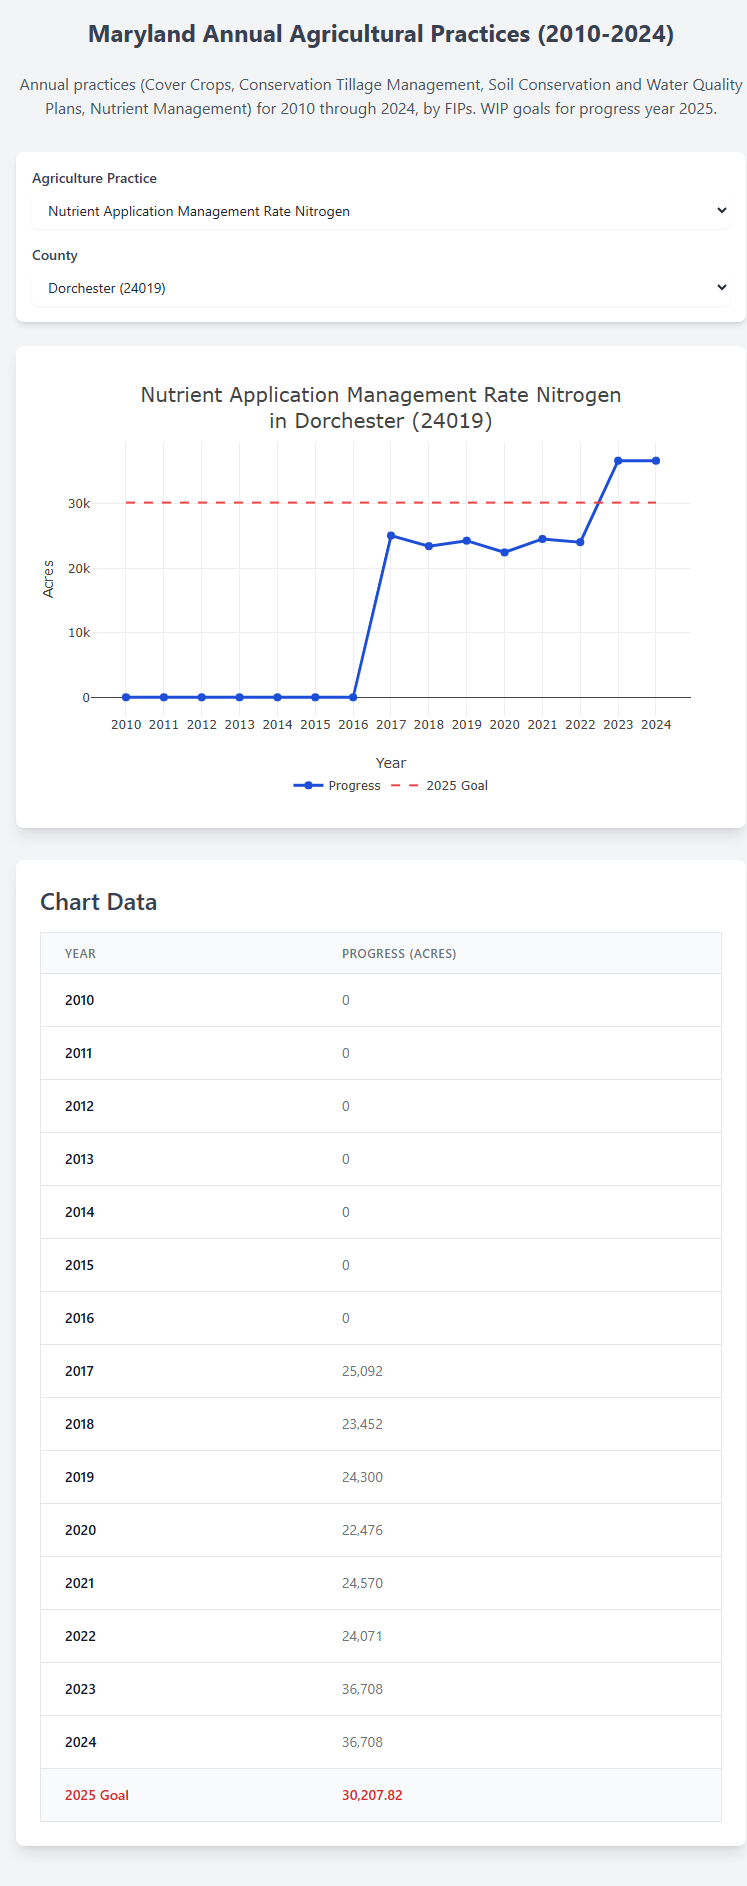 Maryland Annual Agricultural Practices (2010-2024)
Annual practices (Cover Crops, Conservation Tillage Management, Soil Conservation and Water Quality
Plans, Nutrient Management) for 2010 through 2024, by FIPs. WIP goals for progress year 2025.
Agriculture Practice
Nutrient Application Management Rate Nitrogen
County
Dorchester (24019)
Nutrient Application Management Rate Nitrogen
in Dorchester (24019)
30k
20k
10k
0
Acres
2010 2011 2012 2013 2014 2015 2016 2017 2018 2019 2020 2021 2022 2023 2024
Year
Progress 2025 Goal
Chart Data
YEAR PROGRESS (ACRES)
2010 0
2011 0
2012 0
2013 0
2014 0
2015 0
2016 0
2017 25,092
2018 23,452
2019 24,300
2020 22,476
2021 24,570
2022 24,071
2023 36,708
2024 36,708
2025 Goal 30,207.82